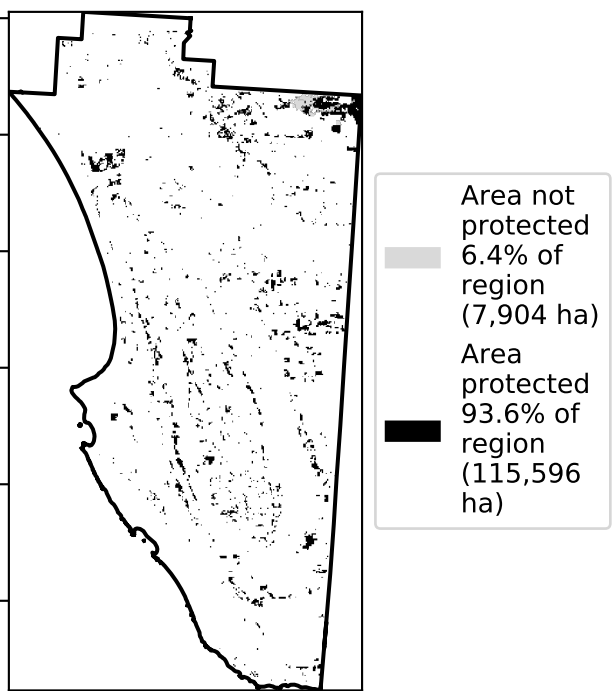 Area not
protected
6.4% of
region
(7,904 ha)
Area
protected
93.6% of
region
(115,596
ha)